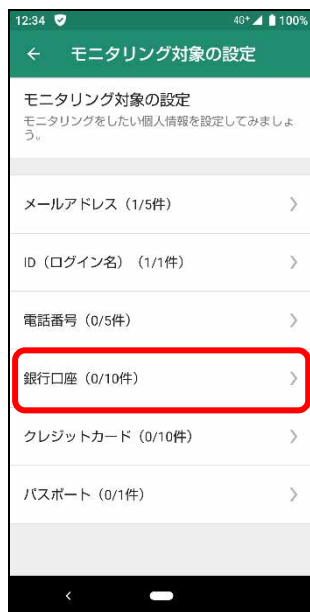 12:34 4G+ 100%
← モニタリング対象の設定
モニタリング対象の設定
モニタリングをしたい個人情報を設定してみましょ
う。
メールアドレス（1/5件）
ID（ログイン名）（1/1件）
電話番号（0/5件）
銀行口座（0/10件）
クレジットカード（0/10件）
パスポート（0/1件）